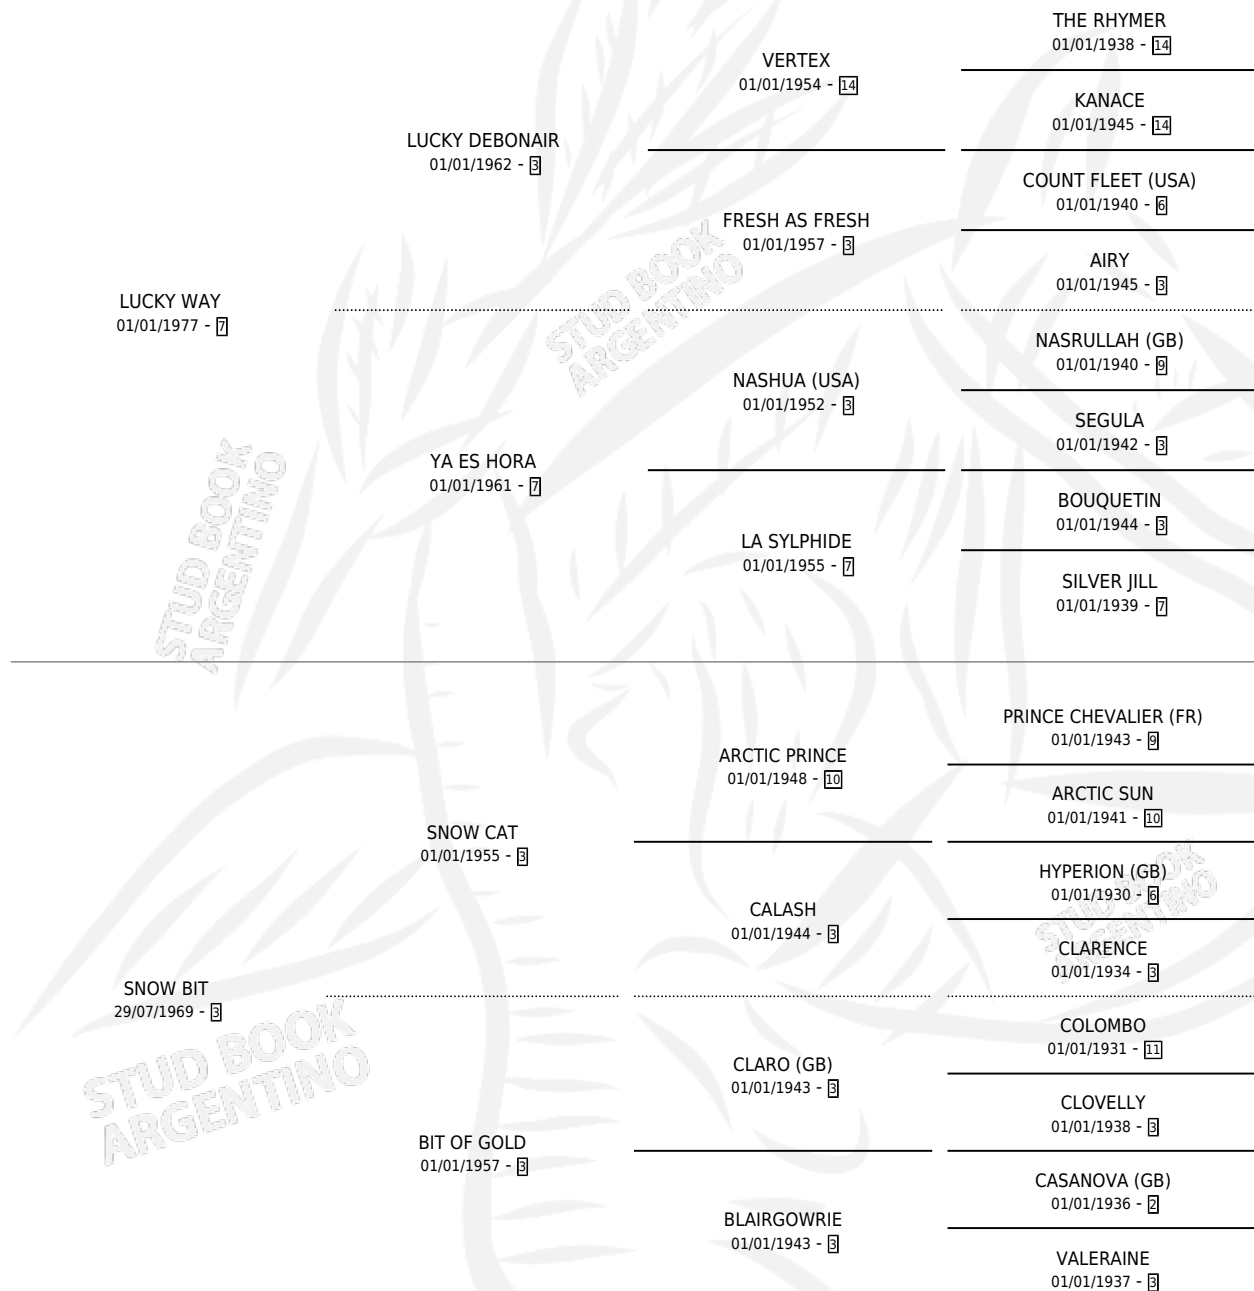 THE RHYMER
01/01/1938 - 14
VERTEX
01/01/1954 - 14
KANACE
01/01/1945 - 14
LUCKY DEBONAIR
01/01/1962 - 3
COUNT FLEET (USA)
01/01/1940 - 6
FRESH AS FRESH
01/01/1957 - 3
AIRY
01/01/1945 - 3
LUCKY WAY
01/01/1977 - 7
NASRULLAH (GB)
01/01/1940 - 9
NASHUA (USA)
01/01/1952 - 3
SEGULA
01/01/1942 - 3
YA ES HORA
01/01/1961 - 7
BOUQUETIN
01/01/1944 - 3
LA SYLPHIDE
01/01/1955 - 7
SILVER JILL
01/01/1939 - 7
STUD BOOK
ARGENTINO
STUD BOOK
ARGENTINO
PRINCE CHEVALIER (FR)
01/01/1943 - 9
ARCTIC PRINCE
01/01/1948 - 10
ARCTIC SUN
01/01/1941 - 10
SNOW CAT
01/01/1955 - 3
HYPERION (GB)
01/01/1930 - 6
CALASH
01/01/1944 - 3
CLARENCE
01/01/1934 - 3
STUD BOOK
ARGENTINO
SNOW BIT
29/07/1969 - 3
COLOMBO
01/01/1931 - 11
CLARO (GB)
01/01/1943 - 3
CLOVELLY
01/01/1938 - 3
BIT OF GOLD
01/01/1957 - 3
CASANOVA (GB)
01/01/1936 - 2
BLAIRGOWRIE
01/01/1943 - 3
VALERAINE
01/01/1937 - 3
STUD BOOK
ARGENTINO